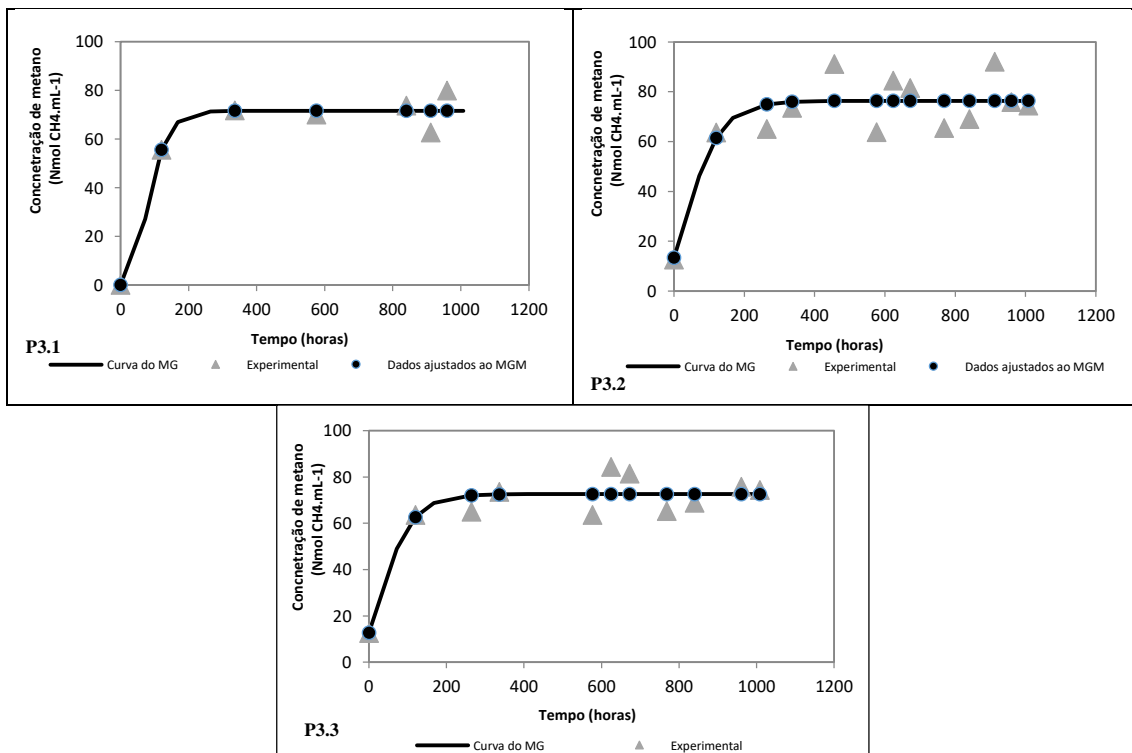 100
80
60
40
20
0
0 200 400 600 800 1000 1200
Concnetração de metano
(Nmol CH4.mL-1)
Tempo (horas)
P3.1
Curva do MG Experimental Dados ajustados ao MGM
100
80
60
40
20
0
0 200 400 600 800 1000 1200
Concnetração de metano
(Nmol CH4.mL-1)
Tempo (horas)
Curva do MG Experimental Dados ajustados ao MGM
P3.2
100
80
60
40
20
0
0 200 400 600 800 1000 1200
Concnetração de metano
(Nmol CH4.mL-1)
Tempo (horas)
P3.3
Curva do MG Experimental